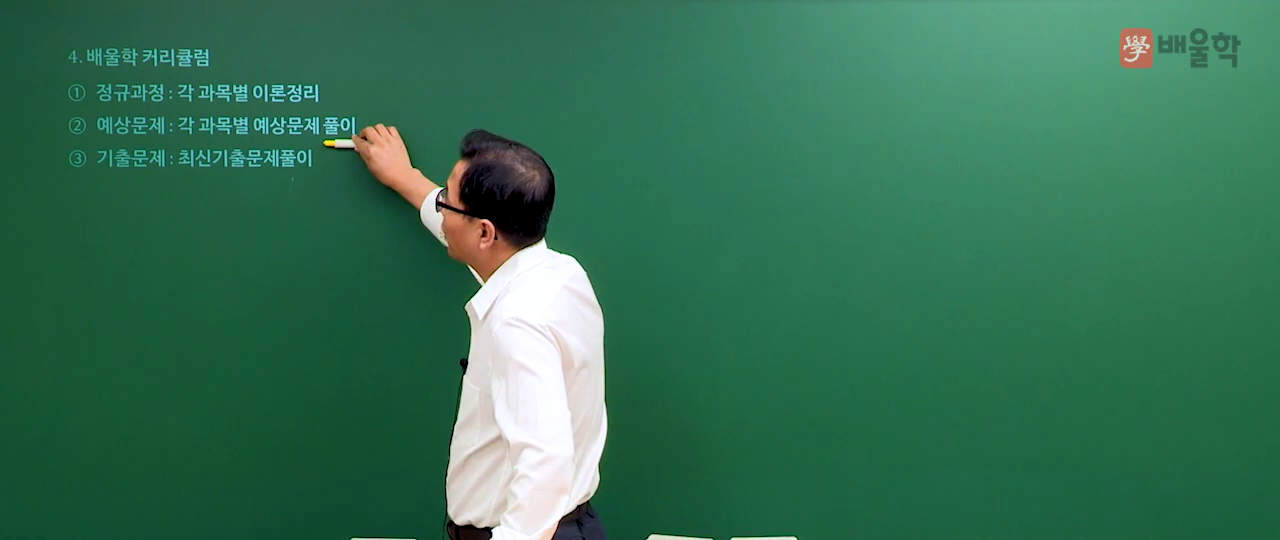 4. 배울학 커리큘럼
① 정규과정 : 각 과목별 이론정리
② 예상문제 : 각 과목별 예상문제 풀이
③ 기출문제 : 최신기출문제풀이
學 배울학